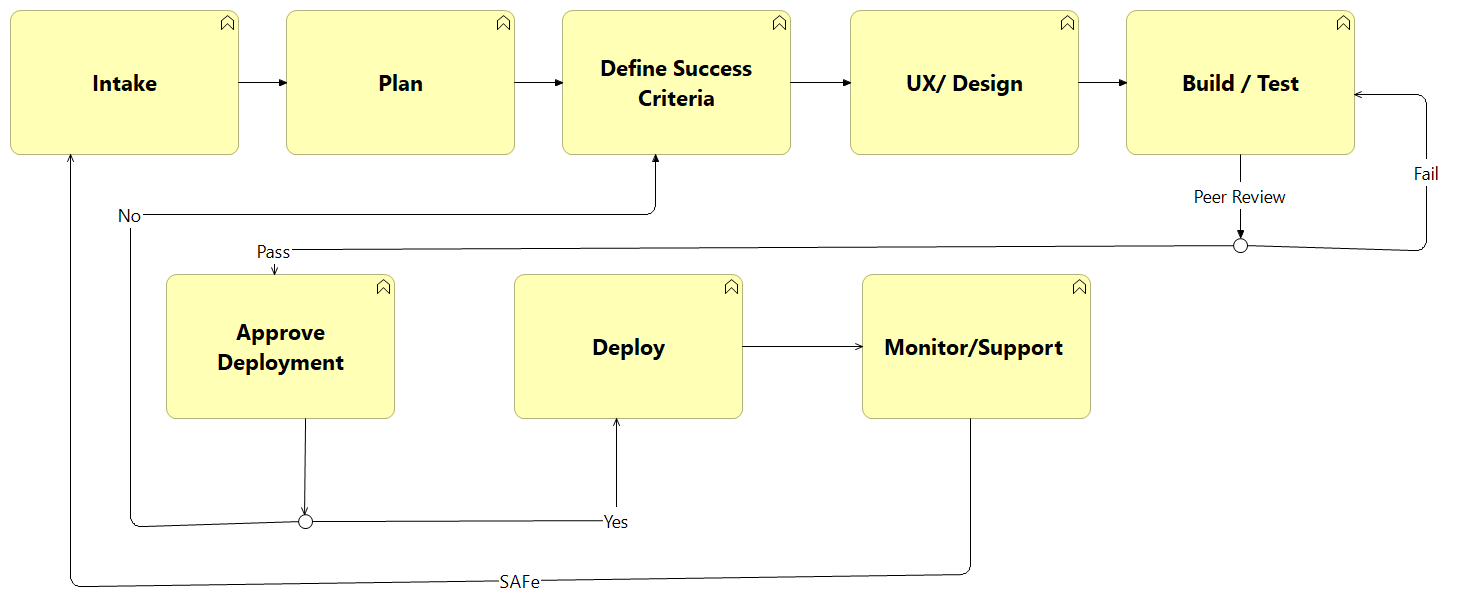 Intake
Plan
Define Success
Criteria
UX/ Design
Build / Test
Fail
Peer Review
No
Pass
Approve
Deployment
Deploy
Monitor/Support
Yes
SAFe